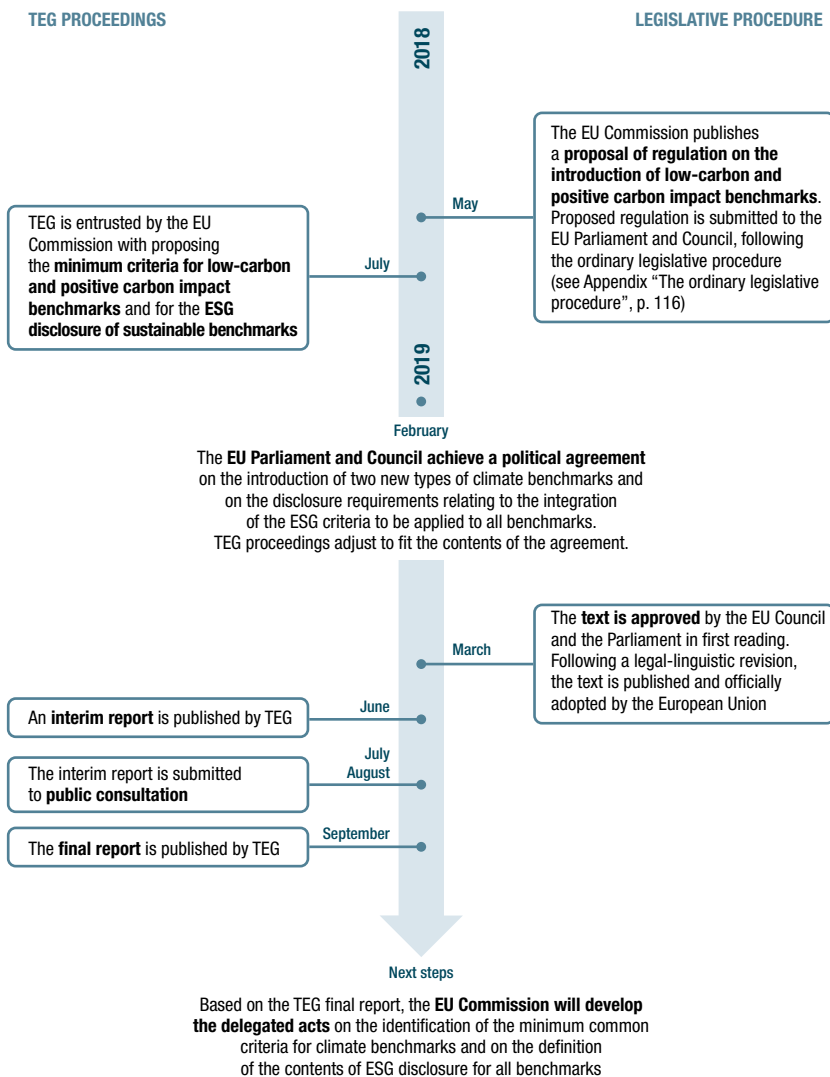 TEG PROCEEDINGS
LEGISLATIVE PROCEDURE
2018
The EU Commission publishes
a proposal of regulation on the
introduction of low-carbon and
positive carbon impact benchmarks.
Proposed regulation is submitted to the
EU Parliament and Council, following
the ordinary legislative procedure
(see Appendix “The ordinary legislative
procedure”, p. 116)
May
TEG is entrusted by the EU
Commission with proposing
the minimum criteria for low-carbon
and positive carbon impact
benchmarks and for the ESG
disclosure of sustainable benchmarks
July
2019
February
The EU Parliament and Council achieve a political agreement
on the introduction of two new types of climate benchmarks and
on the disclosure requirements relating to the integration
of the ESG criteria to be applied to all benchmarks.
TEG proceedings adjust to fit the contents of the agreement.
The text is approved by the EU Council
and the Parliament in first reading.
Following a legal-linguistic revision,
the text is published and officially
adopted by the European Union
March
An interim report is published by TEG
June
The interim report is submitted
to public consultation
July
August
The final report is published by TEG
September
Next steps
Based on the TEG final report, the EU Commission will develop
the delegated acts on the identification of the minimum common
criteria for climate benchmarks and on the definition
of the contents of ESG disclosure for all benchmarks